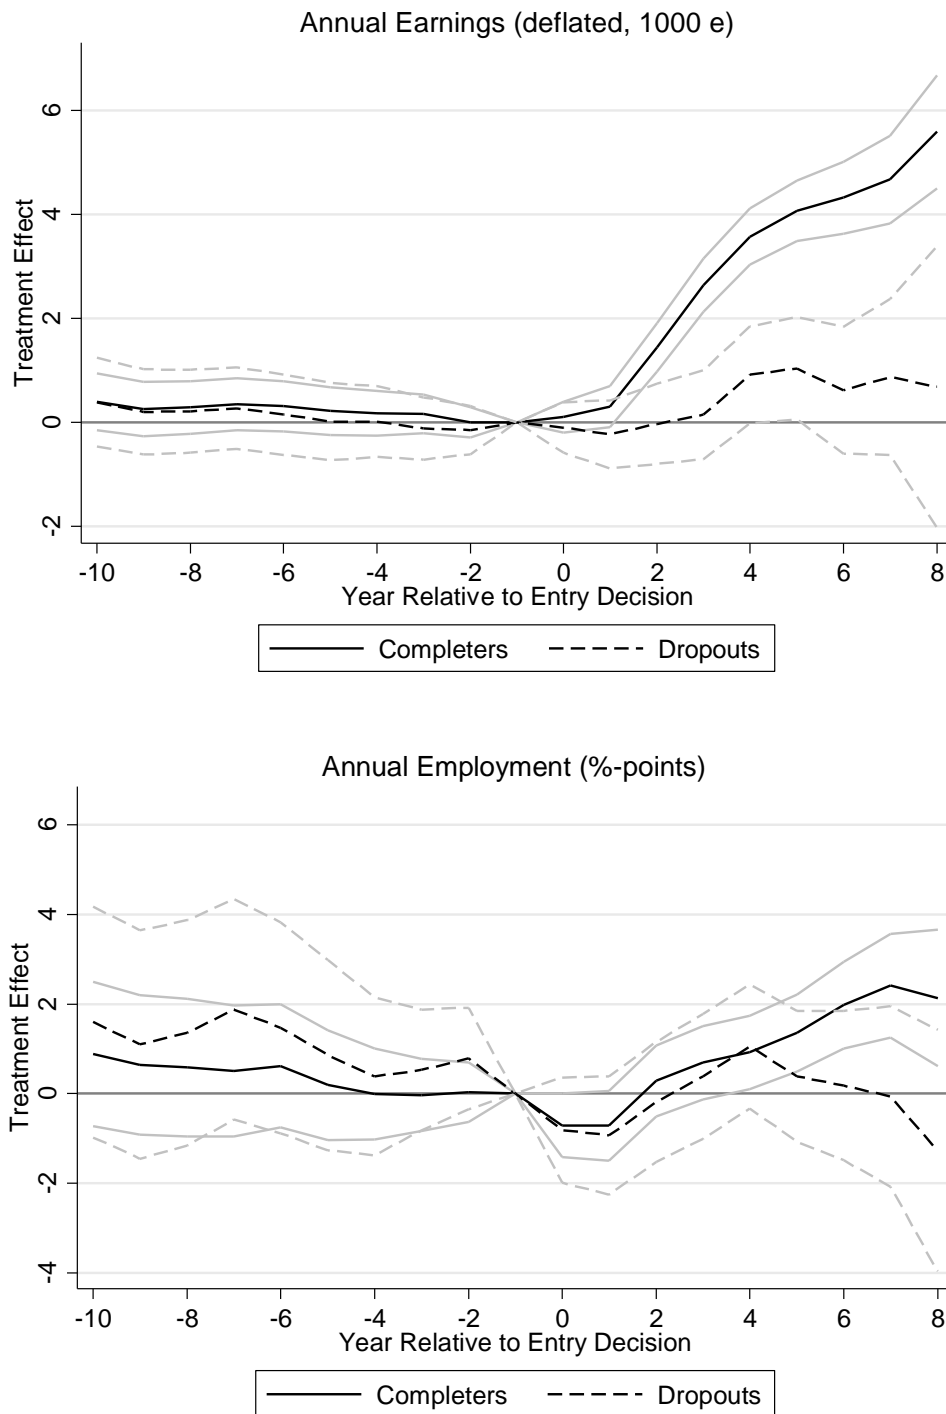 Annual Earnings (deflated, 1000 e)
Treatment Effect
6
4
2
0
-2
-10 -8 -6 -4 -2 0 2 4 6 8
Year Relative to Entry Decision
Completers Dropouts
Annual Employment (%-points)
Treatment Effect
6
4
2
0
-2
-4
-10 -8 -6 -4 -2 0 2 4 6 8
Year Relative to Entry Decision
Completers Dropouts